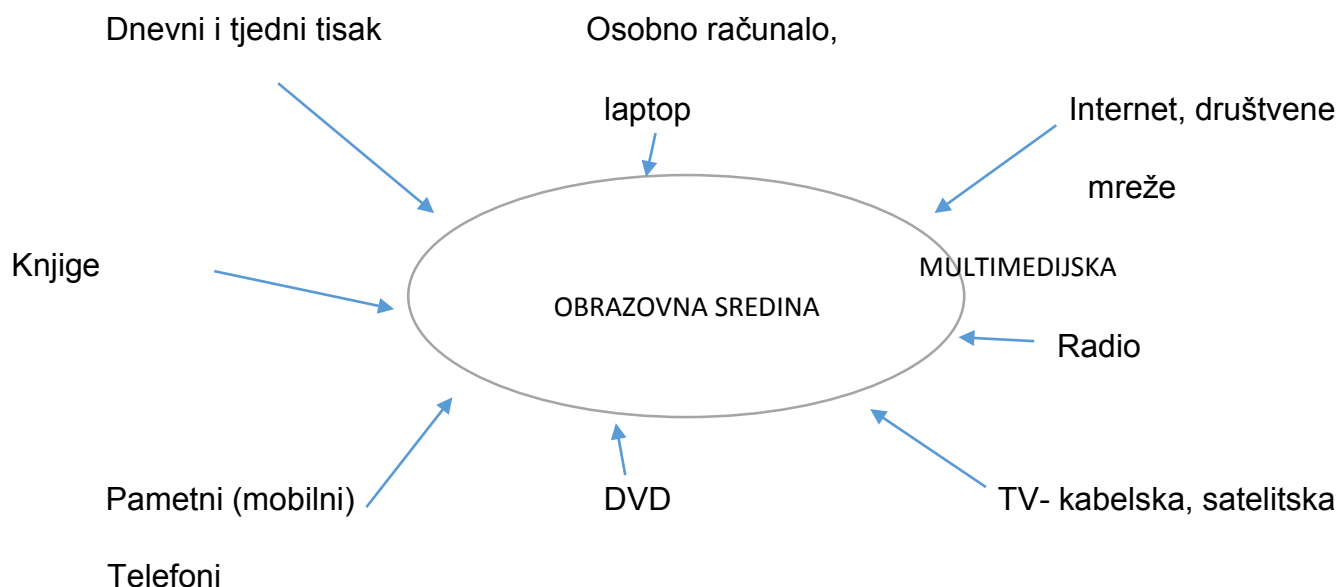 Dnevni i tjedni tisak
Osobno računalo,
laptop
Internet, društvene
mreže
Knjige
MULTIMEDIJSKA
OBRAZOVNA SREDINA
Radio
Pametni (mobilni)
Telefoni
DVD
TV- kabelska, satelitska